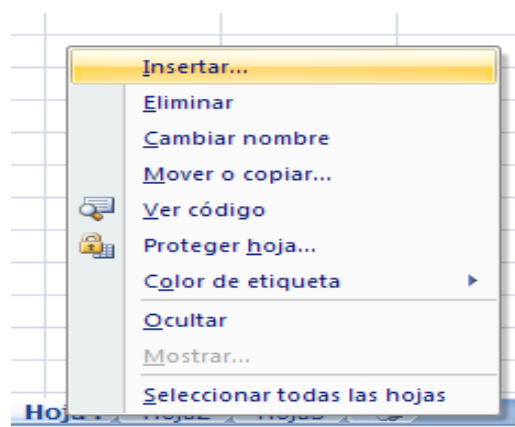 Insertar...
Eliminar
Cambiar nombre
Mover o copiar...
Ver código
Proteger hoja...
Color de etiqueta
Ocultar
Mostrar...
Seleccionar todas las hojas